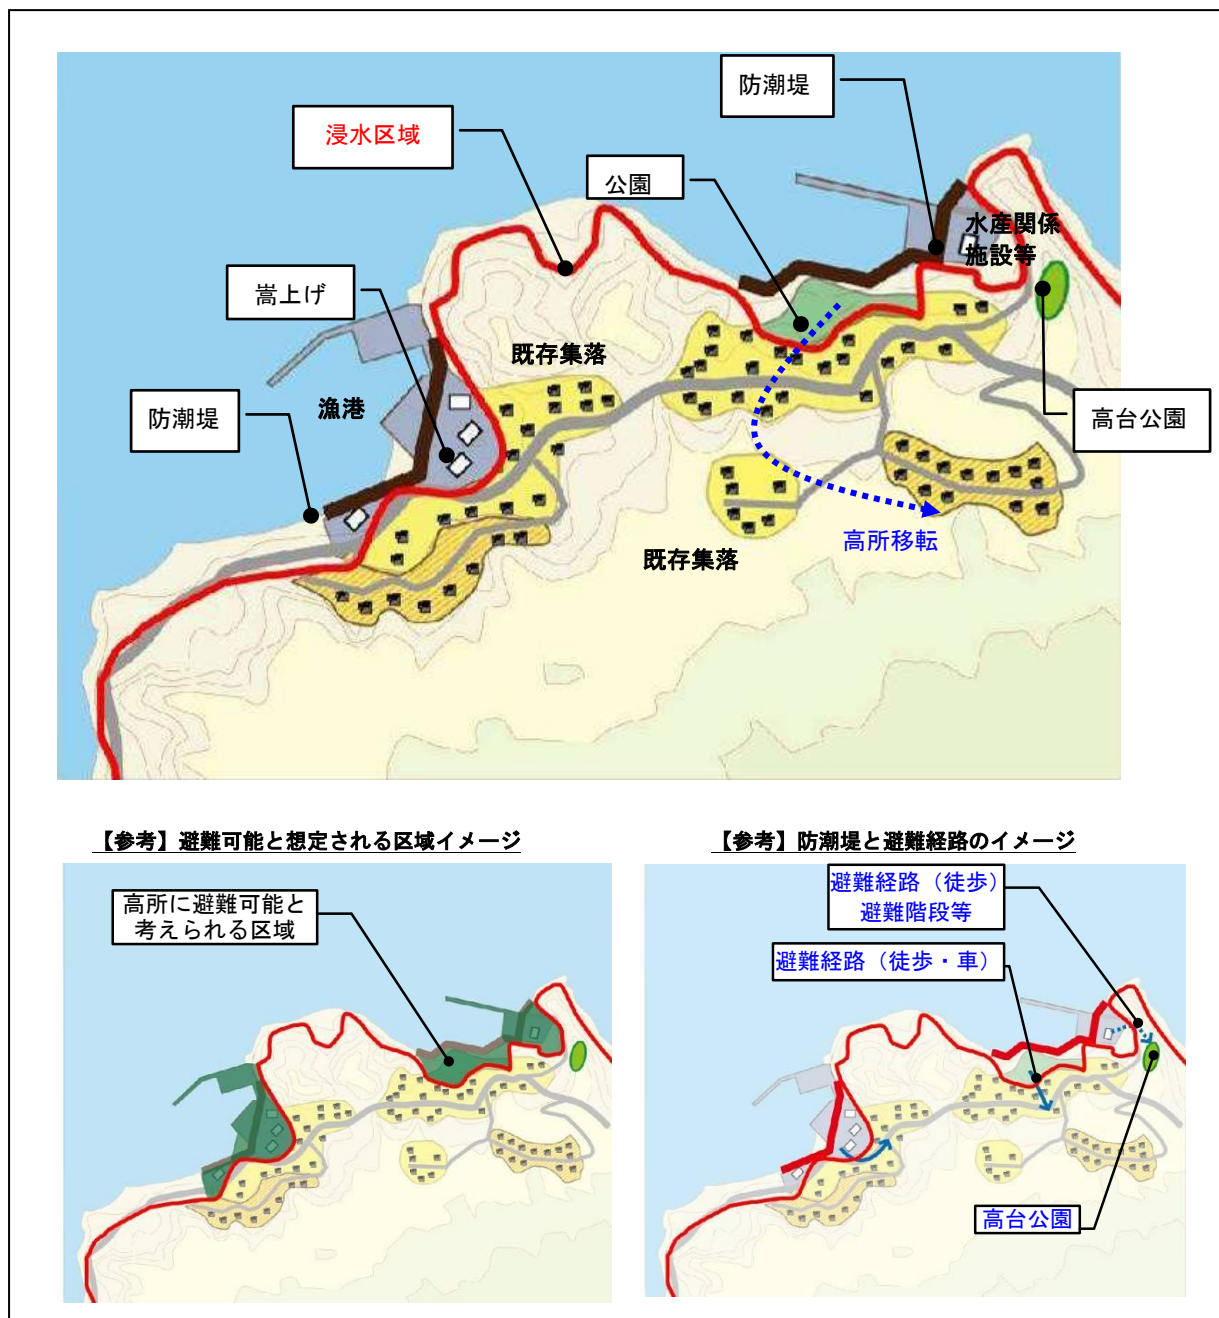 防潮堤
浸水区域
公園
水産関係
施設等
嵩上げ
既存集落
漁港
防潮堤
高台公園
高所移転
既存集落
【参考】避難可能と想定される区域イメージ
【参考】防潮堤と避難経路のイメージ
高所に避難可能と
考えられる区域
避難経路（徒歩）
避難階段等
避難経路（徒歩・車）
高台公園